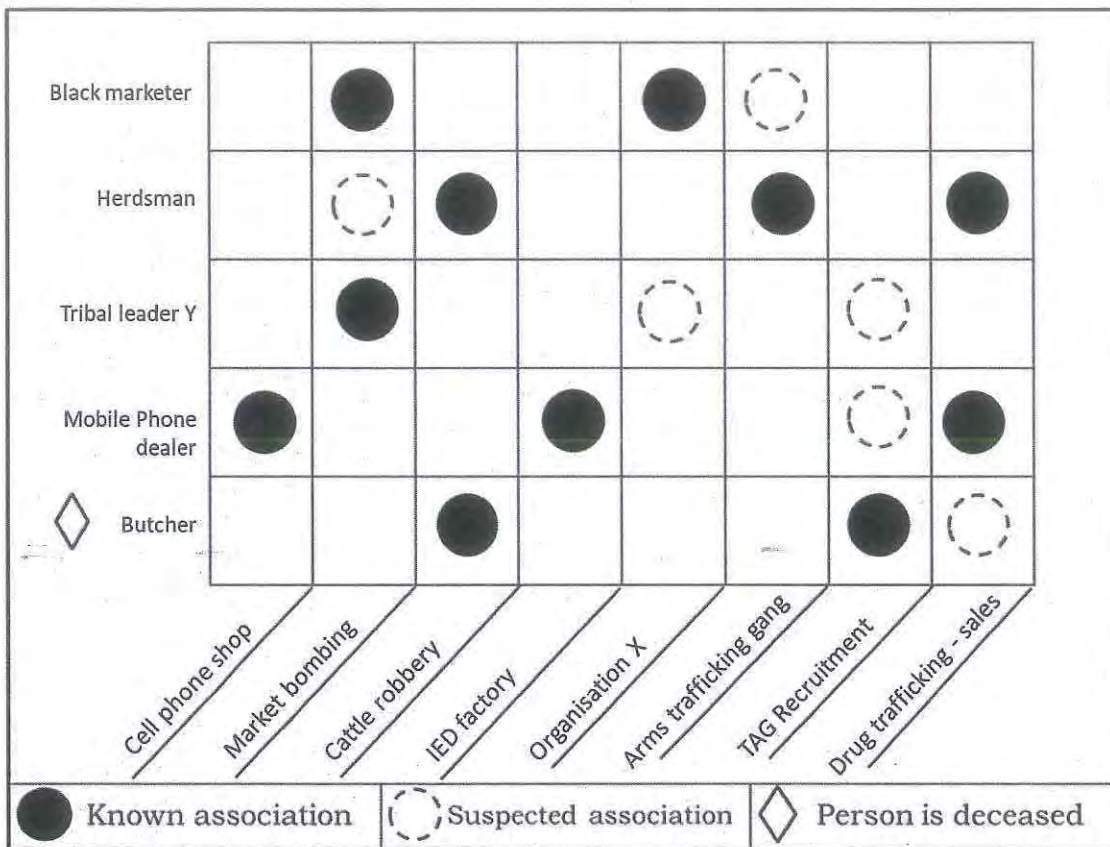 Black marketer
Herdsman
Tribal leader Y
Mobile Phone
dealer
Butcher
Cell phone shop
Market bombing
Cattle robbery
IED factory
Organisation X
Arms trafficking gang
TAG Recruitment
Drug trafficking - sales
Known association
Suspected association
Person is deceased